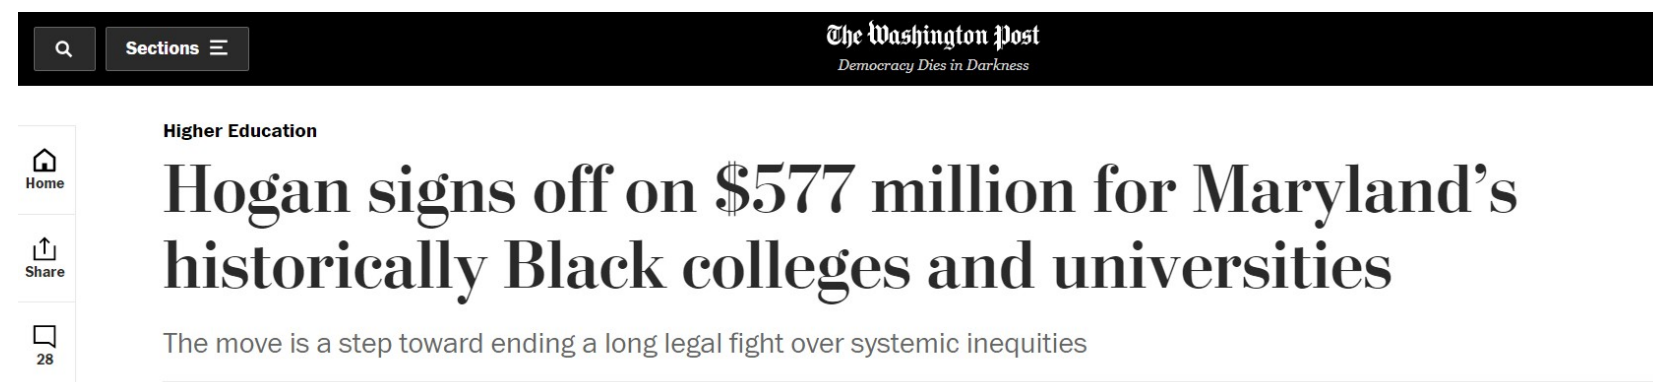 Sections
The Washington Post
Democracy Dies in Darkness
Home
Share
28
Higher Education
Hogan signs off on $577 million for Maryland’s
historically Black colleges and universities
The move is a step toward ending a long legal fight over systemic inequities